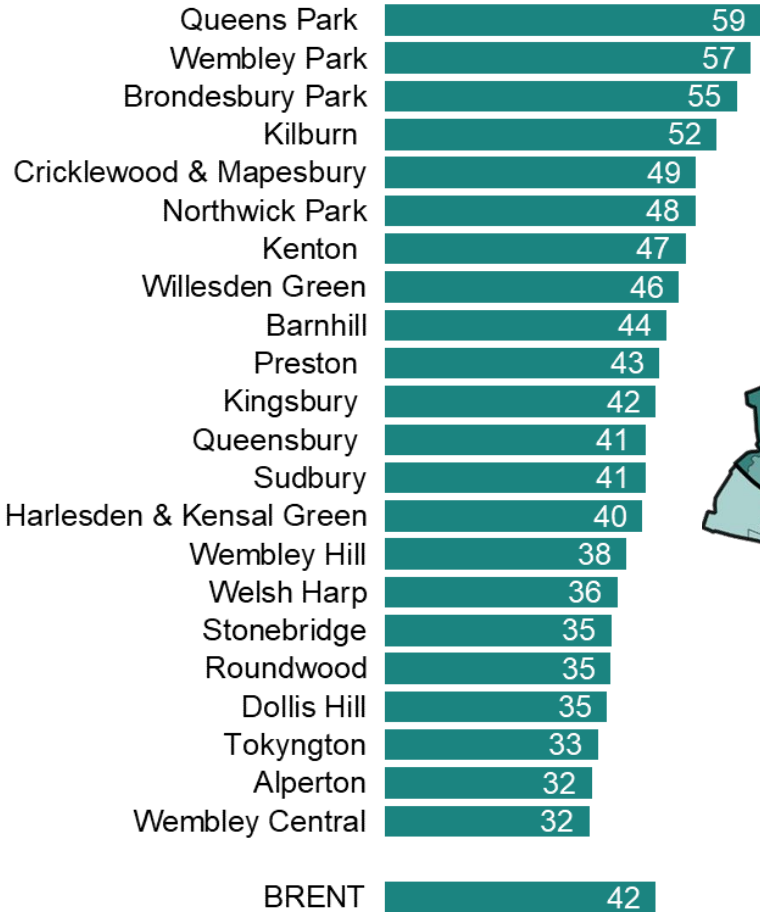 Queens Park 59
Wembley Park 57
Brondesbury Park 55
Kilburn 52
Cricklewood & Mapesbury 49
Northwick Park 48
Kenton 47
Willesden Green 46
Barnhill 44
Preston 43
Kingsbury 42
Queensbury 41
Sudbury 41
Harlesden & Kensal Green 40
Wembley Hill 38
Welsh Harp 36
Stonebridge 35
Roundwood 35
Dollis Hill 35
Tokyngton 33
Alperton 32
Wembley Central 32
BRENT 42